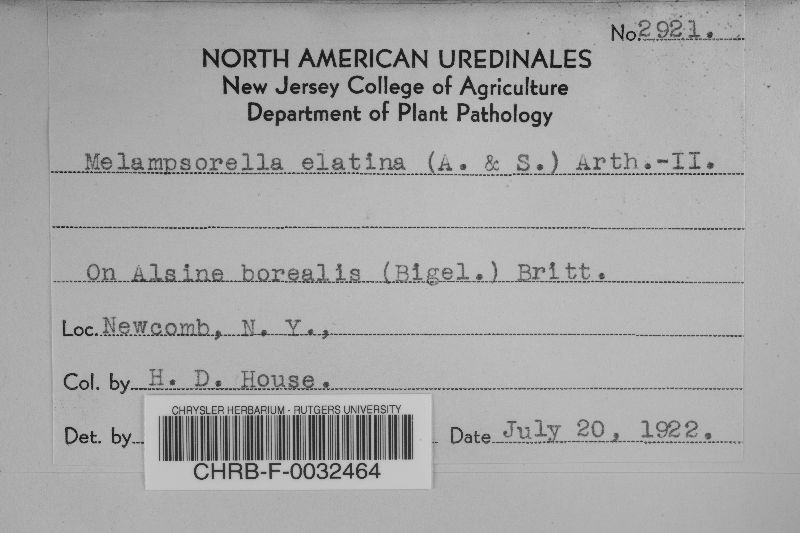 No. 2921.
NORTH AMERICAN UREDINALES
New Jersey College of Agriculture
Department of Plant Pathology
Melampsorella elatina (A. & S.) Arth.-II.
On Alsine borealis (Bigel.) Britt.
Loc. Newcomb, N. Y.,
Col. by H. D. House.
Det. by
Date July 20, 1922.
CHRYSLER HERBARIUM - RUTGERS UNIVERSITY
CHRB-F-0032464